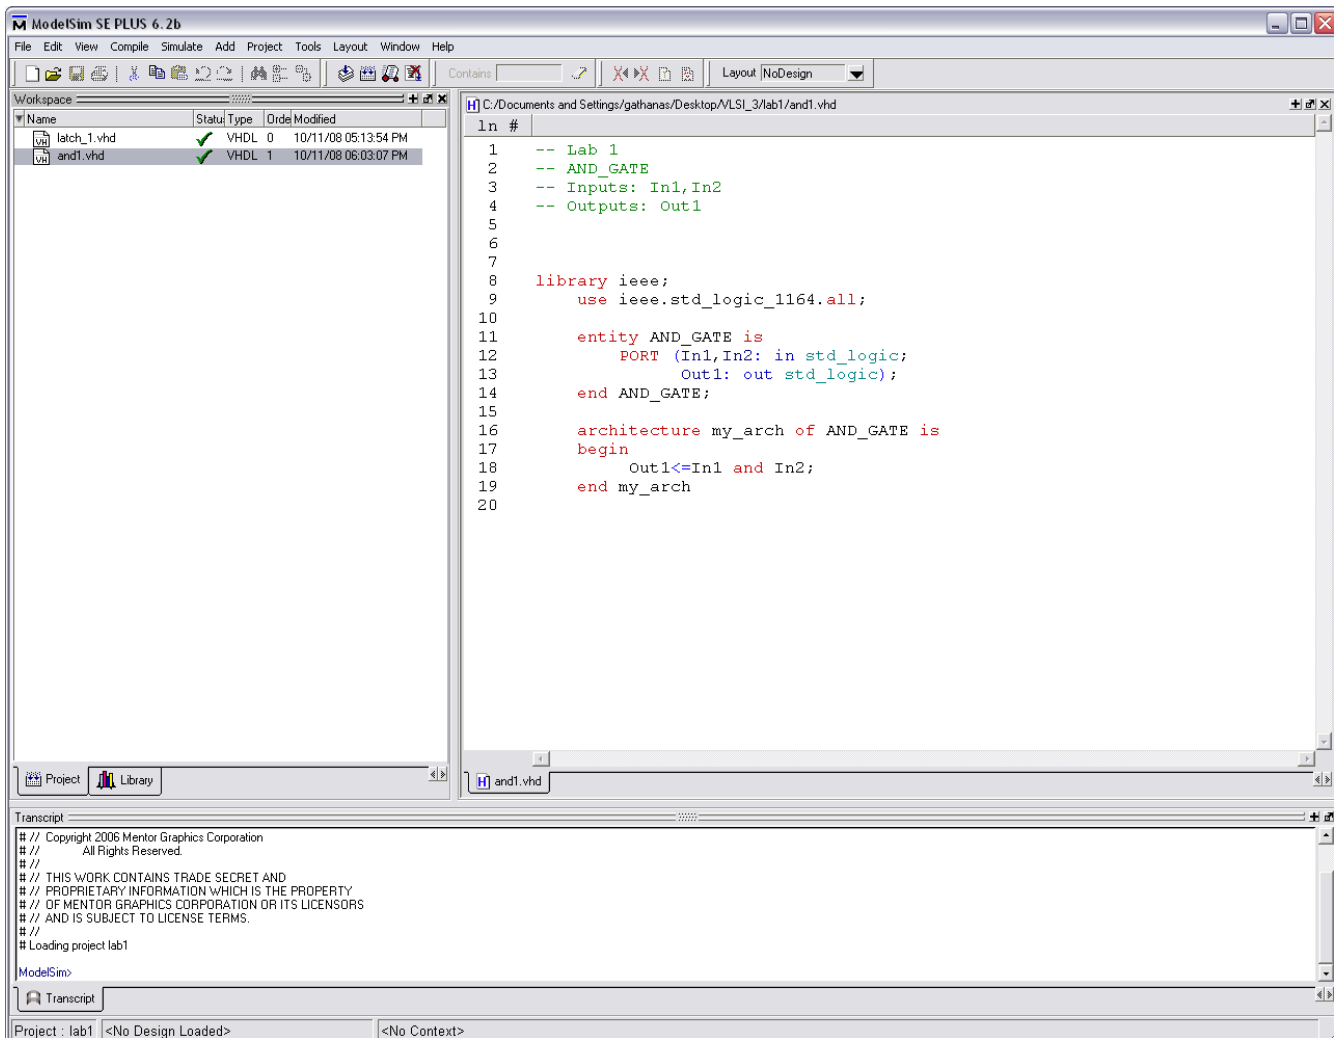 ModelSim SE PLUS 6.2b
File Edit View Compile Simulate Add Project Tools Layout Window Help
Contains
Layout NoDesign
Workspace
Name Statu Type Orde Modified
latch_1.vhd VHDL 0 10/11/08 05:13:54 PM
and1.vhd VHDL 1 10/11/08 06:03:07 PM
Project Library
C:/Documents and Settings/gathanas/Desktop/VLSI_3/lab1/and1.vhd
ln #
1 -- Lab 1
2 -- AND_GATE
3 -- Inputs: In1,In2
4 -- Outputs: Out1
5
6
7
8 library ieee;
9 use ieee.std_logic_1164.all;
10
11 entity AND_GATE is
12 PORT (In1,In2: in std_logic;
13 Out1: out std_logic);
14 end AND_GATE;
15
16 architecture my_arch of AND_GATE is
17 begin
18 Out1<=In1 and In2;
19 end my_arch
20
and1.vhd
Transcript
# // Copyright 2006 Mentor Graphics Corporation
# // All Rights Reserved.
# //
# // THIS WORK CONTAINS TRADE SECRET AND
# // PROPRIETARY INFORMATION WHICH IS THE PROPERTY
# // OF MENTOR GRAPHICS CORPORATION OR ITS LICENSORS
# // AND IS SUBJECT TO LICENSE TERMS.
# //
# Loading project lab1
ModelSim>
Transcript
Project : lab1 <No Design Loaded> <No Context>